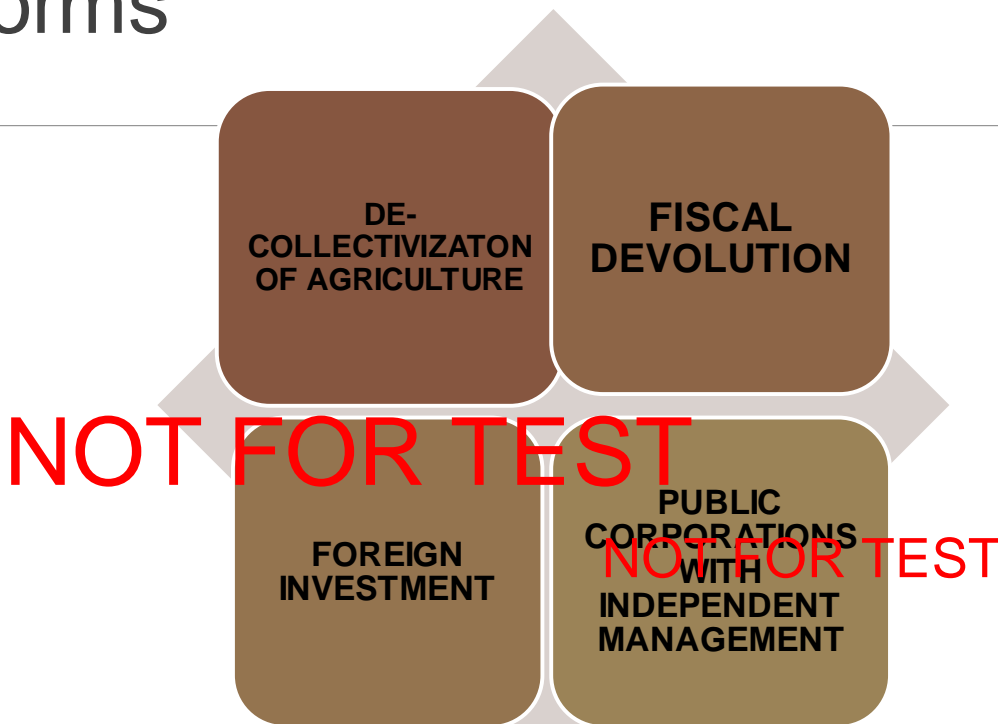 orms
DE-
COLLECTIVIZATON
OF AGRICULTURE
FISCAL
DEVOLUTION
NOT FOR TEST
FOREIGN
INVESTMENT
PUBLIC
CORPORATIONS
WITH
INDEPENDENT
MANAGEMENT
NOT FOR TEST